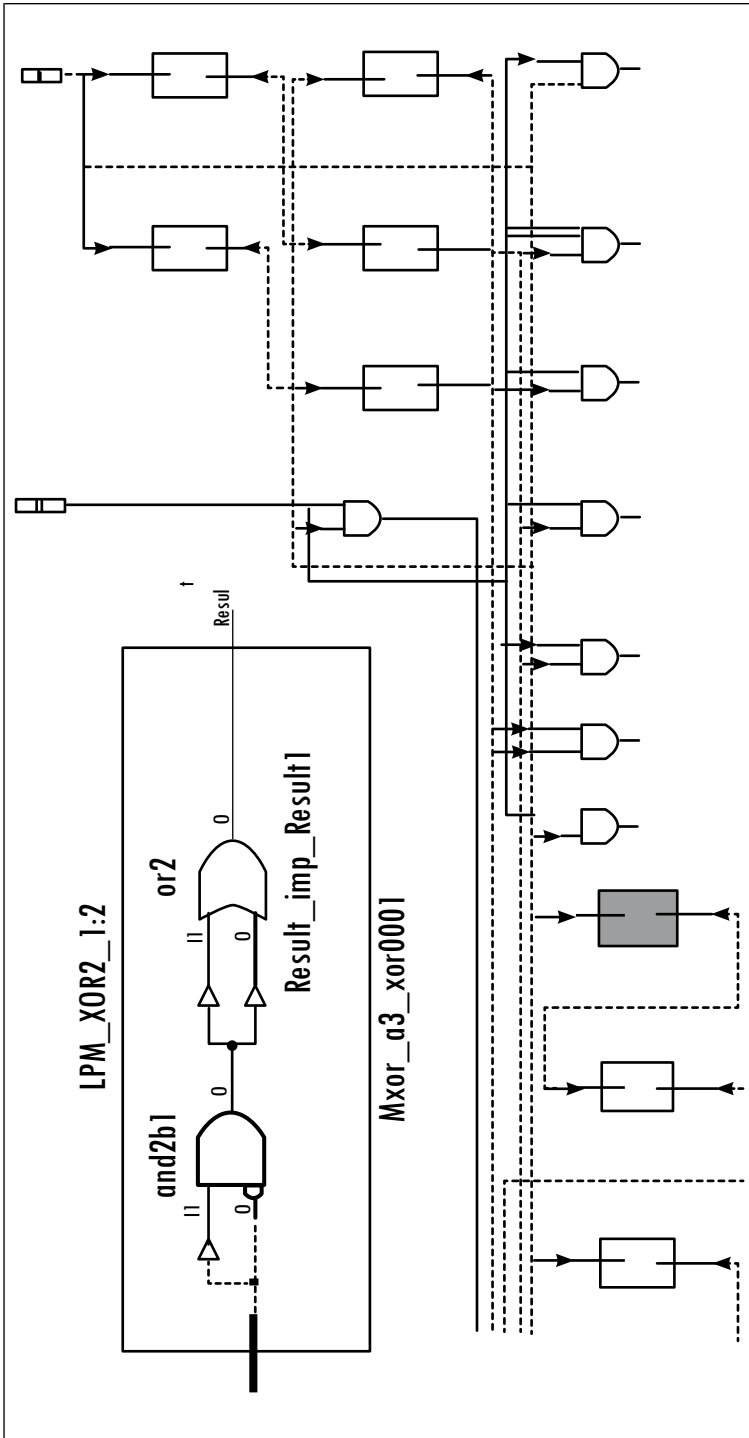 LPM_XOR2_1:2
and2b1
I1
0
0
or2
I1
0
0
Result_imp_Result1
Resul
t
Mxor_a3_xor0001